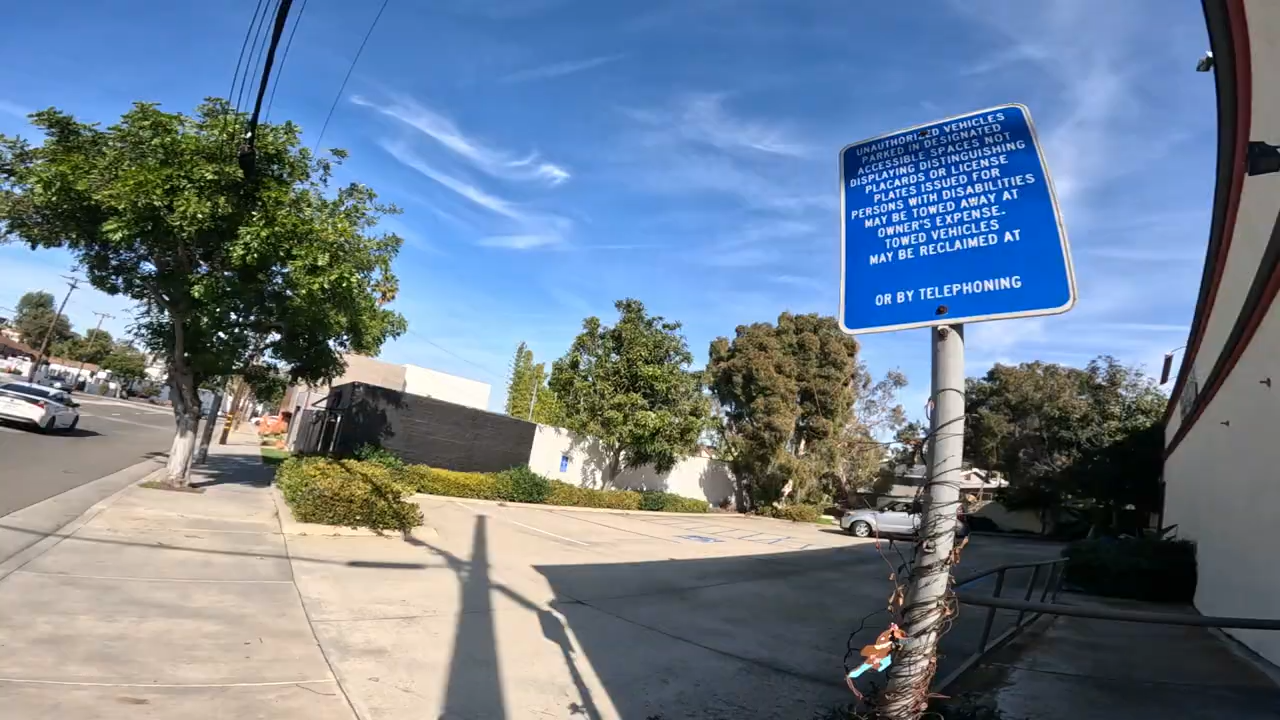 UNAUTHORIZED VEHICLES
PARKED IN DESIGNATED
ACCESSIBLE SPACES NOT
DISPLAYING DISTINGUISHING
PLACARDS OR LICENSE
PLATES ISSUED FOR
PERSONS WITH DISABILITIES
MAY BE TOWED AWAY AT
OWNER'S EXPENSE.
TOWED VEHICLES
MAY BE RECLAIMED AT
OR BY TELEPHONING